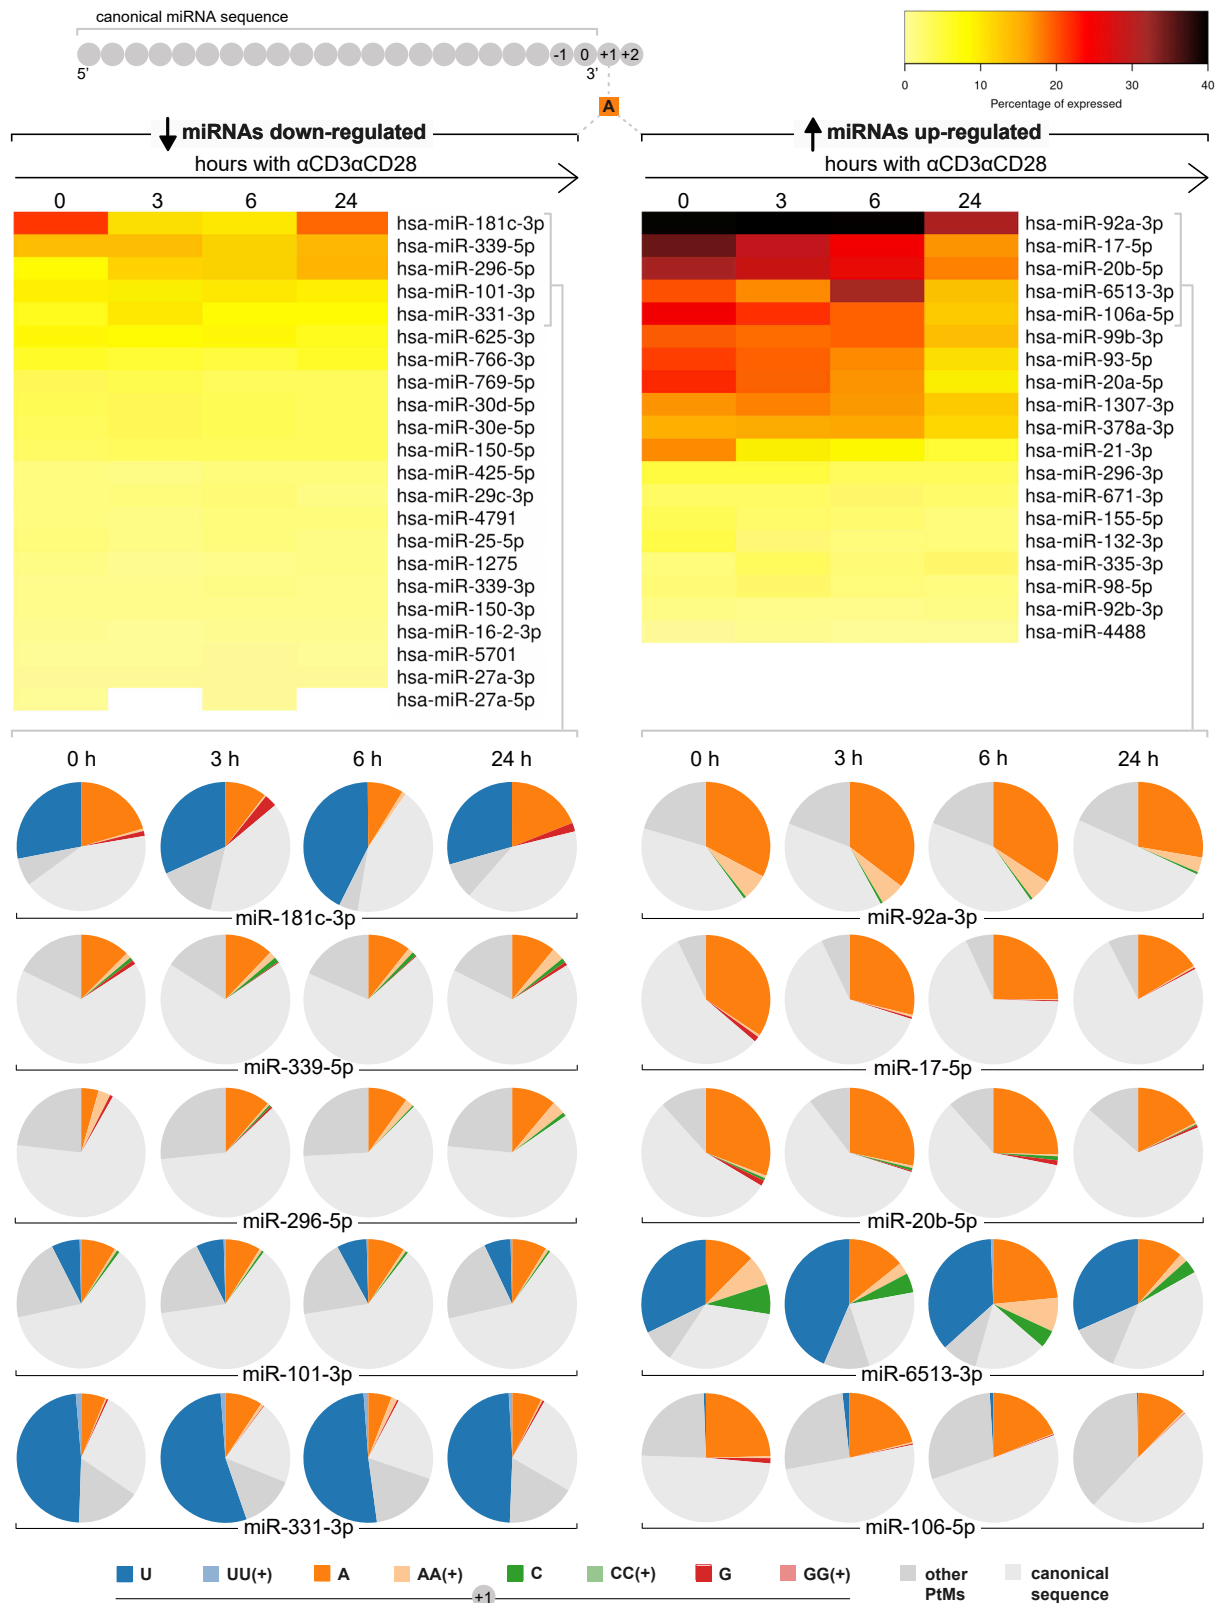 canonical miRNA sequence
-1 0 +1 +2
5' 3'
A
0 10 20 30 40
Percentage of expressed
miRNAs down-regulated
hours with αCD3αCD28
0 3 6 24
hsa-miR-181c-3p
hsa-miR-339-5p
hsa-miR-296-5p
hsa-miR-101-3p
hsa-miR-331-3p
hsa-miR-625-3p
hsa-miR-766-3p
hsa-miR-769-5p
hsa-miR-30d-5p
hsa-miR-30e-5p
hsa-miR-150-5p
hsa-miR-425-5p
hsa-miR-29c-3p
hsa-miR-4791
hsa-miR-25-5p
hsa-miR-1275
hsa-miR-339-3p
hsa-miR-150-3p
hsa-miR-16-2-3p
hsa-miR-5701
hsa-miR-27a-3p
hsa-miR-27a-5p
miRNAs up-regulated
hours with αCD3αCD28
0 3 6 24
hsa-miR-92a-3p
hsa-miR-17-5p
hsa-miR-20b-5p
hsa-miR-6513-3p
hsa-miR-106a-5p
hsa-miR-99b-3p
hsa-miR-93-5p
hsa-miR-20a-5p
hsa-miR-1307-3p
hsa-miR-378a-3p
hsa-miR-21-3p
hsa-miR-296-3p
hsa-miR-671-3p
hsa-miR-155-5p
hsa-miR-132-3p
hsa-miR-335-3p
hsa-miR-98-5p
hsa-miR-92b-3p
hsa-miR-4488
0 h 3 h 6 h 24 h
miR-181c-3p
miR-339-5p
miR-296-5p
miR-101-3p
miR-331-3p
0 h 3 h 6 h 24 h
miR-92a-3p
miR-17-5p
miR-20b-5p
miR-6513-3p
miR-106-5p
U UU(+) A AA(+) C CC(+) G GG(+)
+1
other
PtMs
canonical
sequence